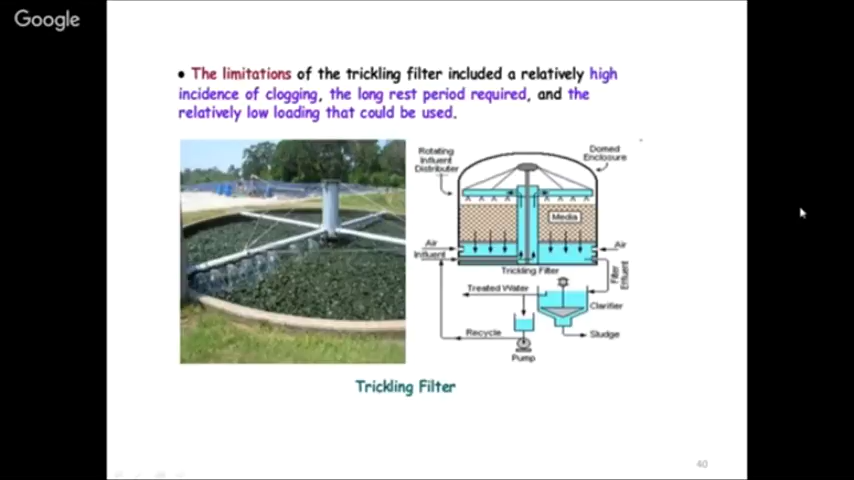 Google
• The limitations of the trickling filter included a relatively high
incidence of clogging, the long rest period required, and the
relatively low loading that could be used.
Rotating
Influent
Distributer
Domed
Enclosure
Media
Air
Influent
Air
Trickling Filter
Filter
Effluent
Treated Water
Clarifier
Recycle
Sludge
Pump
Trickling Filter
40